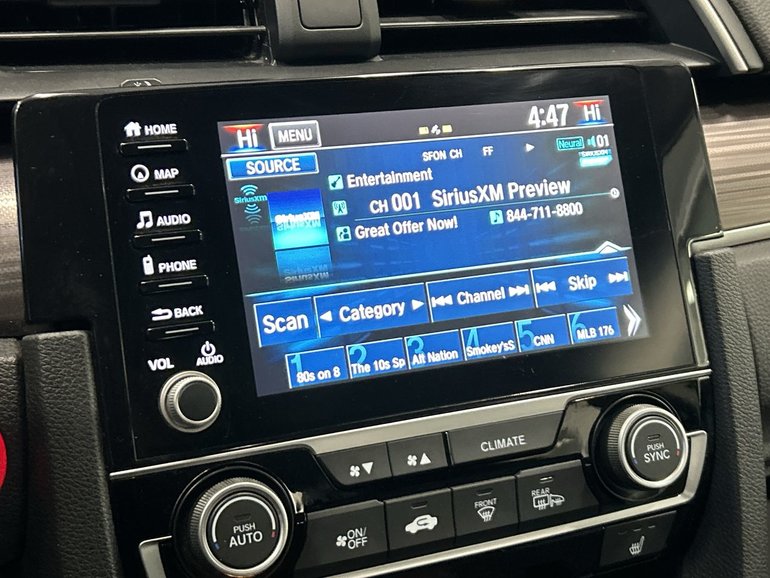 HOME
MAP
AUDIO
PHONE
BACK
VOL
AUDIO
Hi
MENU
4:47
Hi
SOURCE
SFON CH FF
Neural
01
SiriusXM
SiriusXM
Entertainment
CH 001 SiriusXM Preview
Great Offer Now!
844-711-8800
Scan
Category
Channel
Skip
1 80s on 8
2 The 10s Sp
3 Alt Nation
4 Smokey'sS
5 CNN
6 MLB 176
CLIMATE
PUSH
SYNC
PUSH
AUTO
ON/
OFF
FRONT
REAR